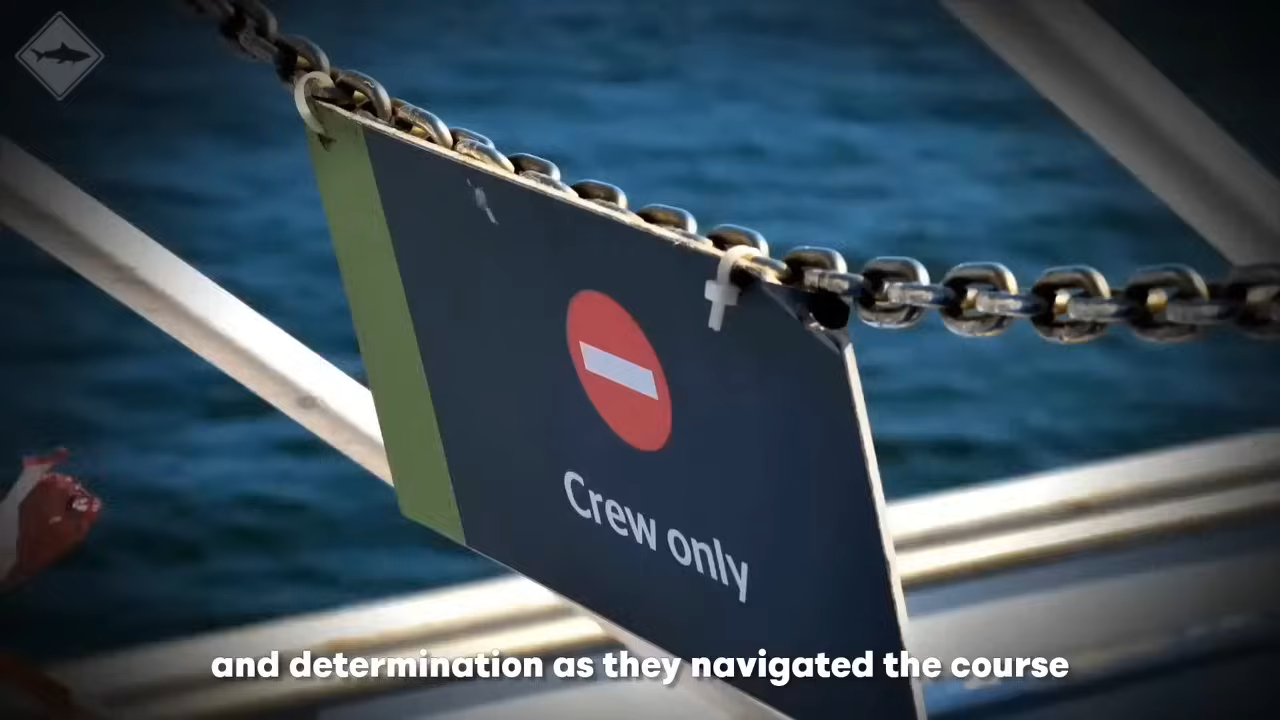 Crew only
and determination as they navigated the course